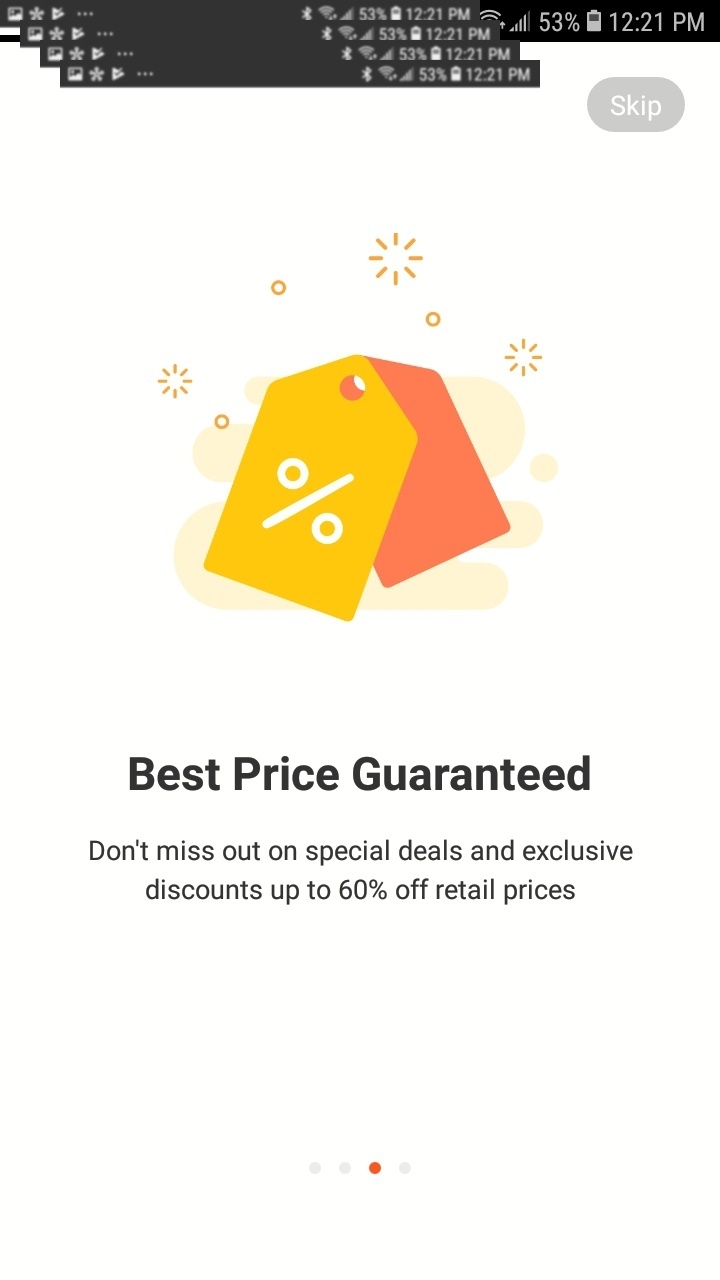 53% 12:21 PM
53% 12:21 PM
53% 12:21 PM
53% 12:21 PM
53% 12:21 PM
Skip
%
Best Price Guaranteed
Don't miss out on special deals and exclusive
discounts up to 60% off retail prices